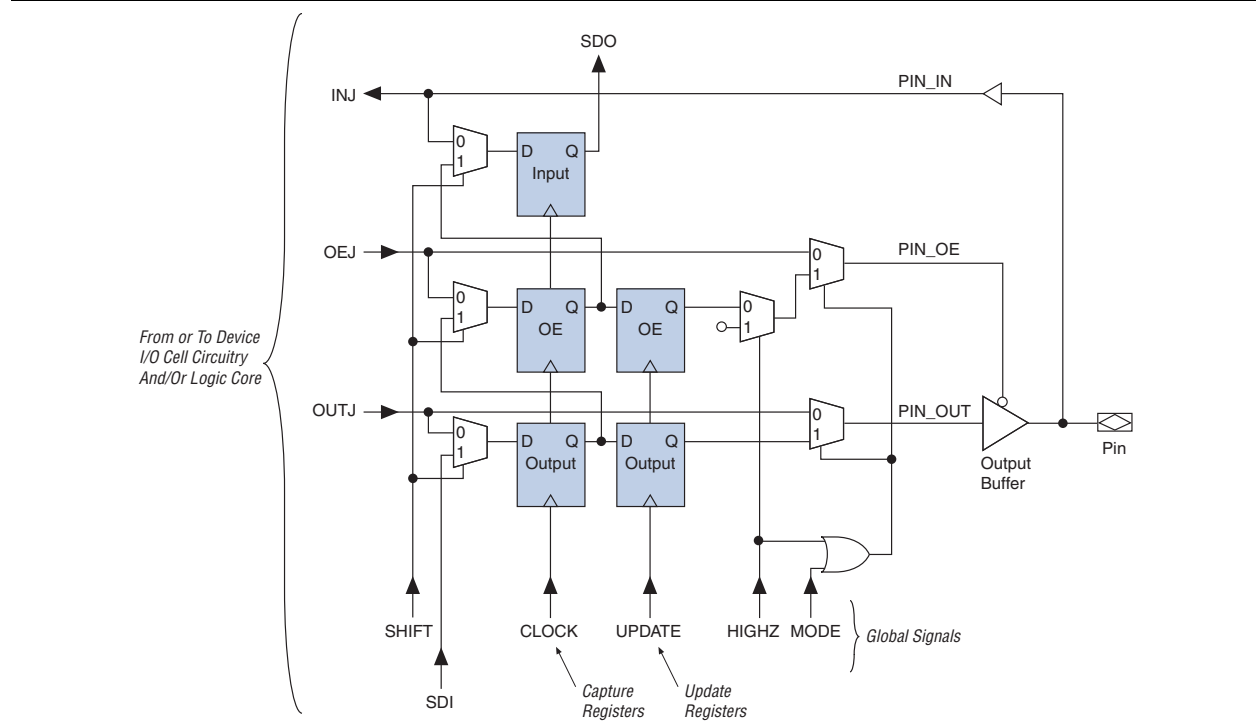 SDO
INJ
PIN_IN
0
1
D Q
Input
OEJ
0
1
PIN_OE
0
1
D Q
OE
D Q
OE
0
1
From or To Device
I/O Cell Circuitry
And/Or Logic Core
OUTJ
0
1
PIN_OUT
0
1
D Q
Output
D Q
Output
Output
Buffer
Pin
SHIFT
CLOCK
UPDATE
HIGHZ
MODE
Global Signals
SDI
Capture
Registers
Update
Registers